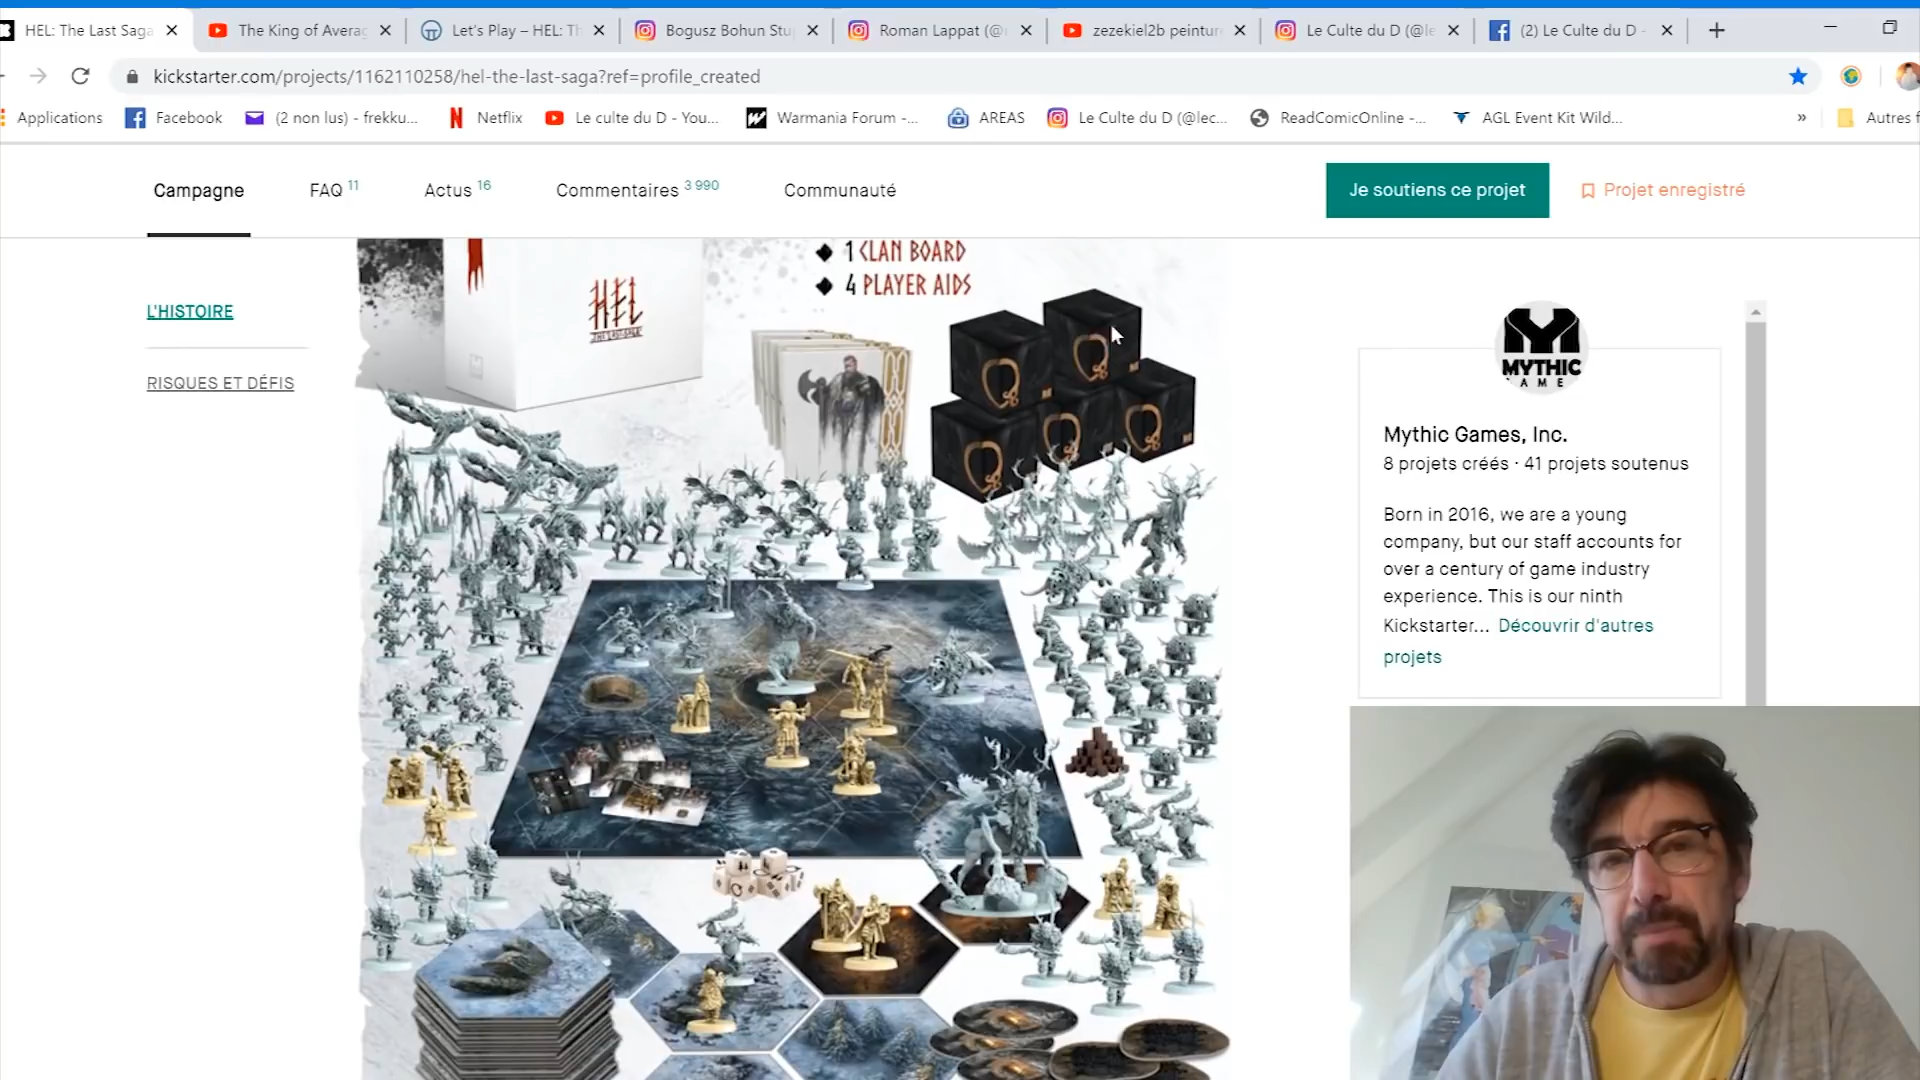 HEL: The Last Saga
The King of Averag
Let's Play – HEL: Th
Bogusz Bohun Stu
Roman Lappat (@
zezekiel2b peintur
Le Culte du D (@le
(2) Le Culte du D -
kickstarter.com/projects/1162110258/hel-the-last-saga?ref=profile_created
Applications
Facebook
(2 non lus) - frekku...
Netflix
Le culte du D - You...
Warmania Forum -...
AREAS
Le Culte du D (@lec...
ReadComicOnline -...
AGL Event Kit Wild...
»
Autres f
Campagne
FAQ 11
Actus 16
Commentaires 3 990
Communauté
Je soutiens ce projet
Projet enregistré
L'HISTOIRE
RISQUES ET DÉFIS
1 CLAN BOARD
4 PLAYER AIDS
HEL
THE LAST SAGA
MYTHIC
GAME
Mythic Games, Inc.
8 projets créés · 41 projets soutenus
Born in 2016, we are a young
company, but our staff accounts for
over a century of game industry
experience. This is our ninth
Kickstarter... Découvrir d'autres
projets